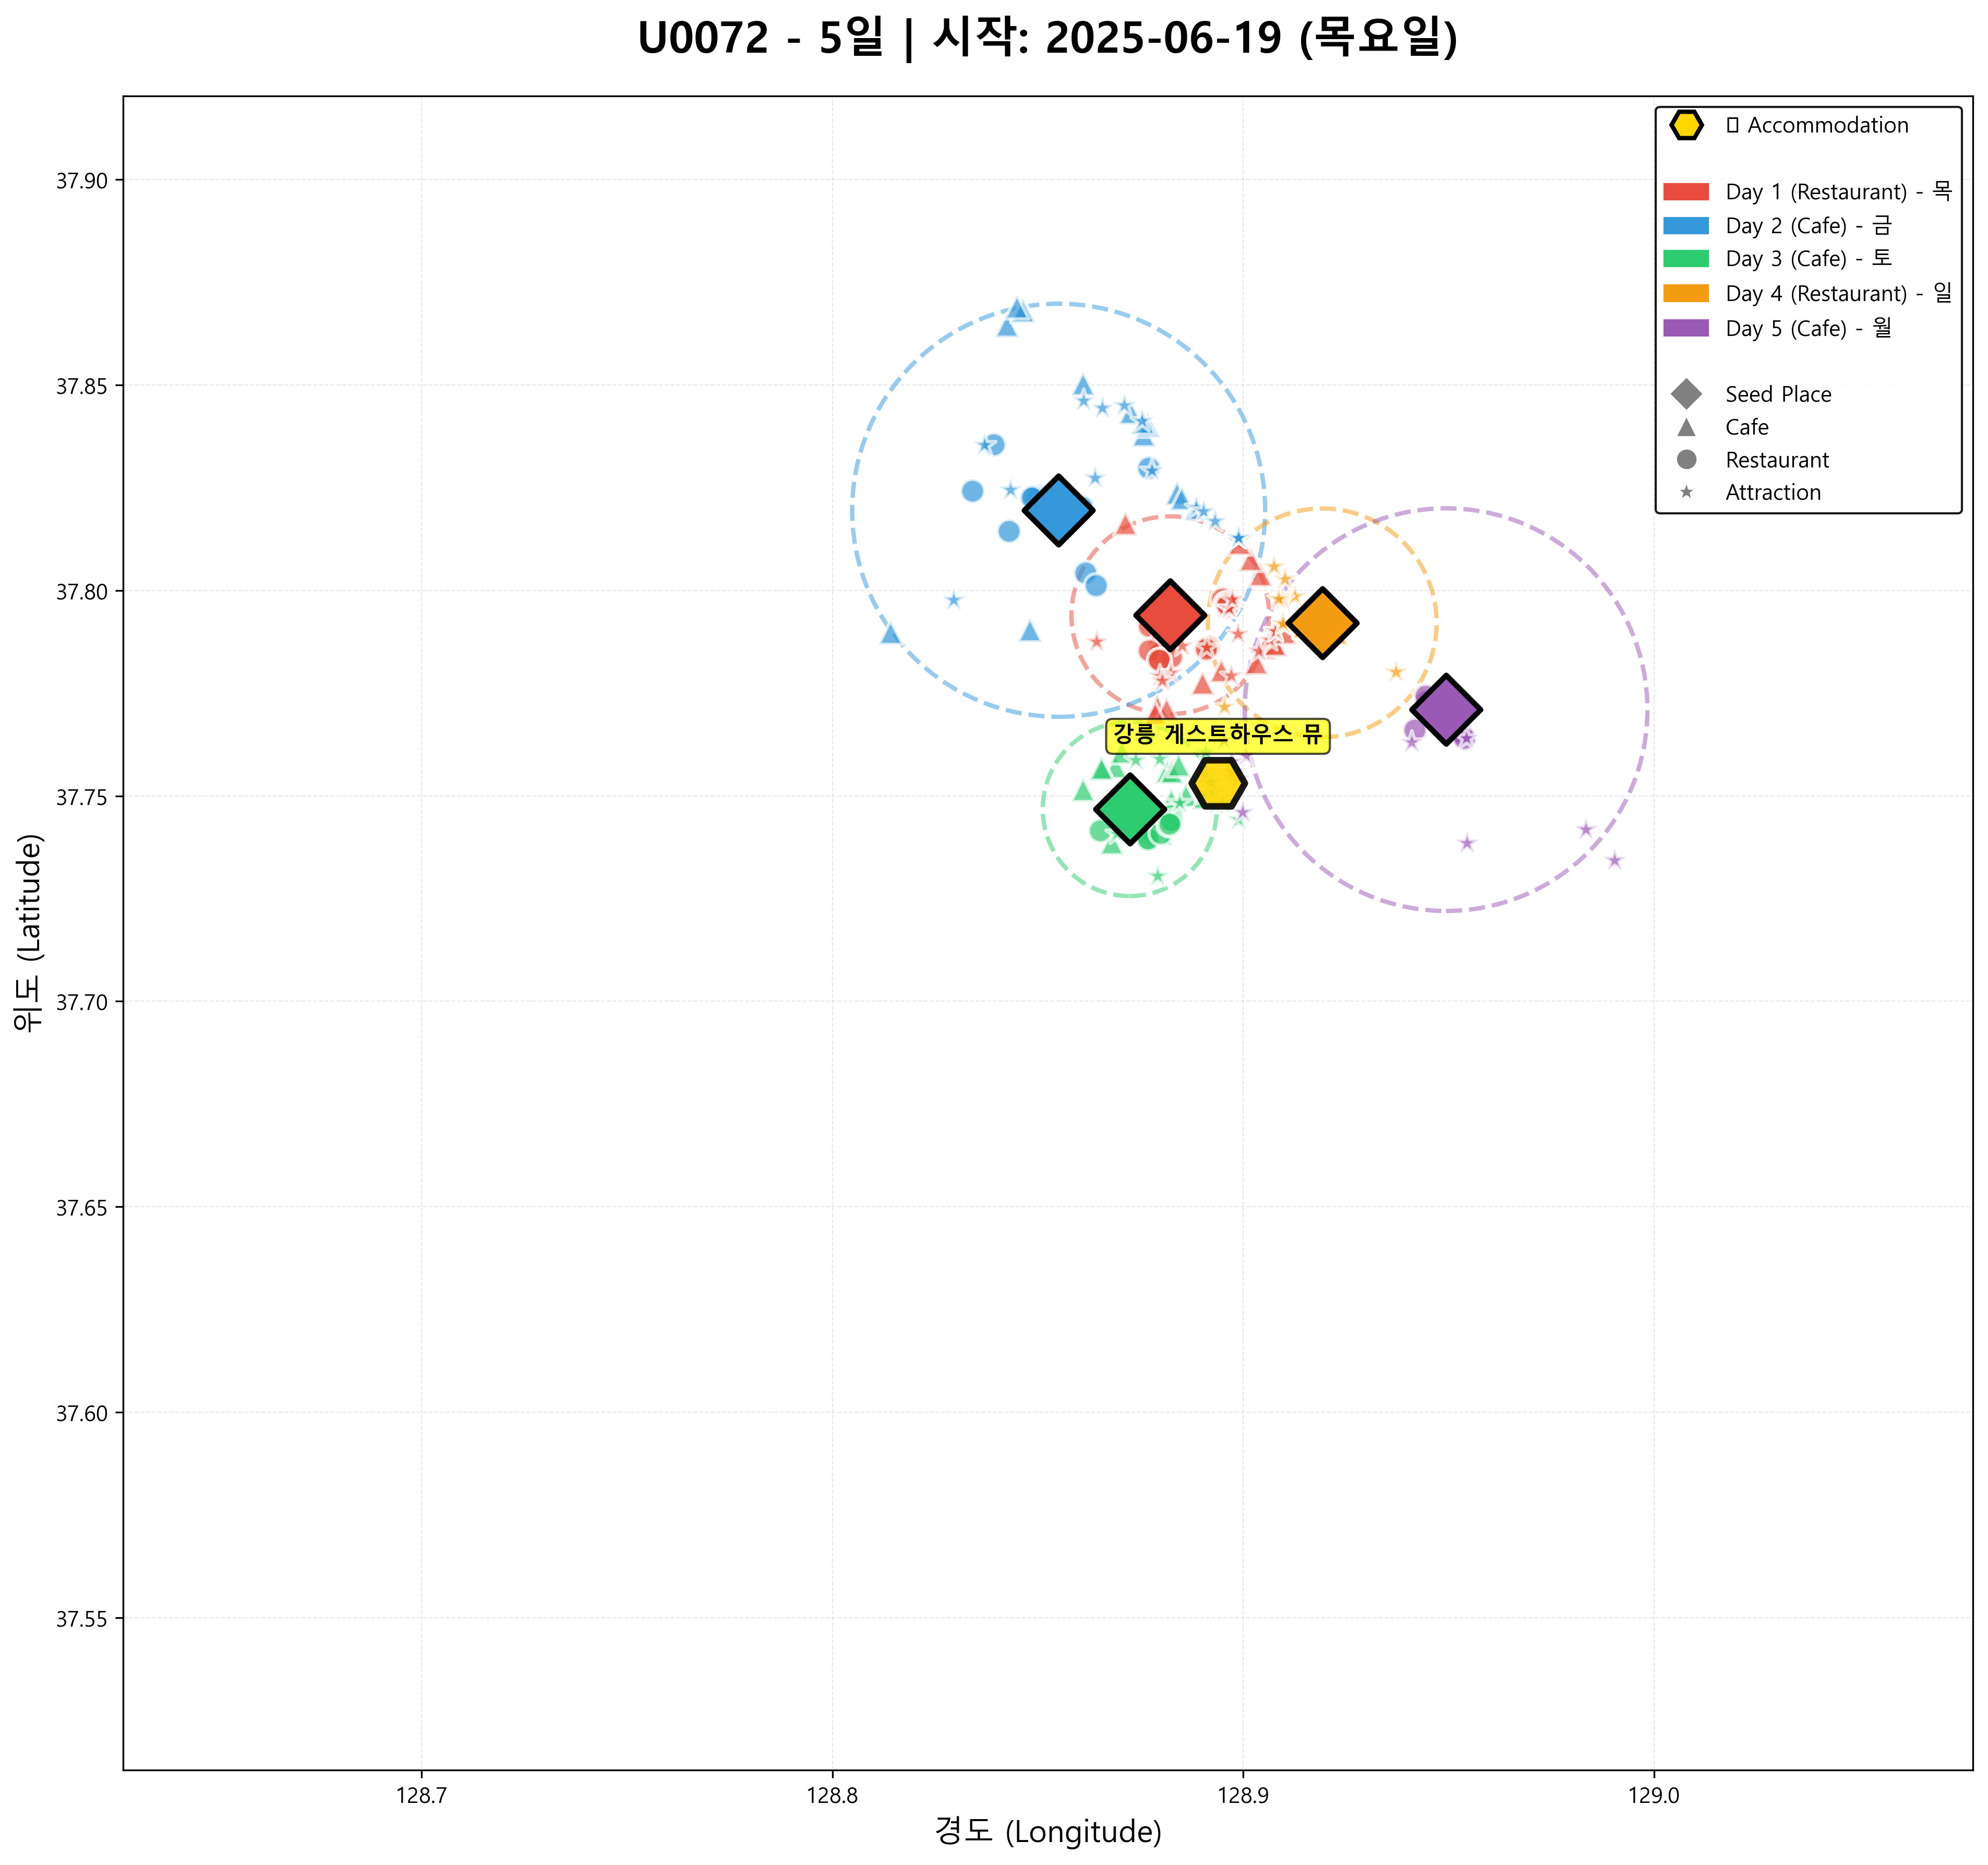 U0072 - 5일 | 시작: 2025-06-19 (목요일)
Accommodation
Day 1 (Restaurant) - 목
Day 2 (Cafe) - 금
Day 3 (Cafe) - 토
Day 4 (Restaurant) - 일
Day 5 (Cafe) - 월
Seed Place
Cafe
Restaurant
Attraction
강릉 게스트하우스 뮤
위도 (Latitude)
37.90
37.85
37.80
37.75
37.70
37.65
37.60
37.55
128.7
128.8
128.9
129.0
경도 (Longitude)